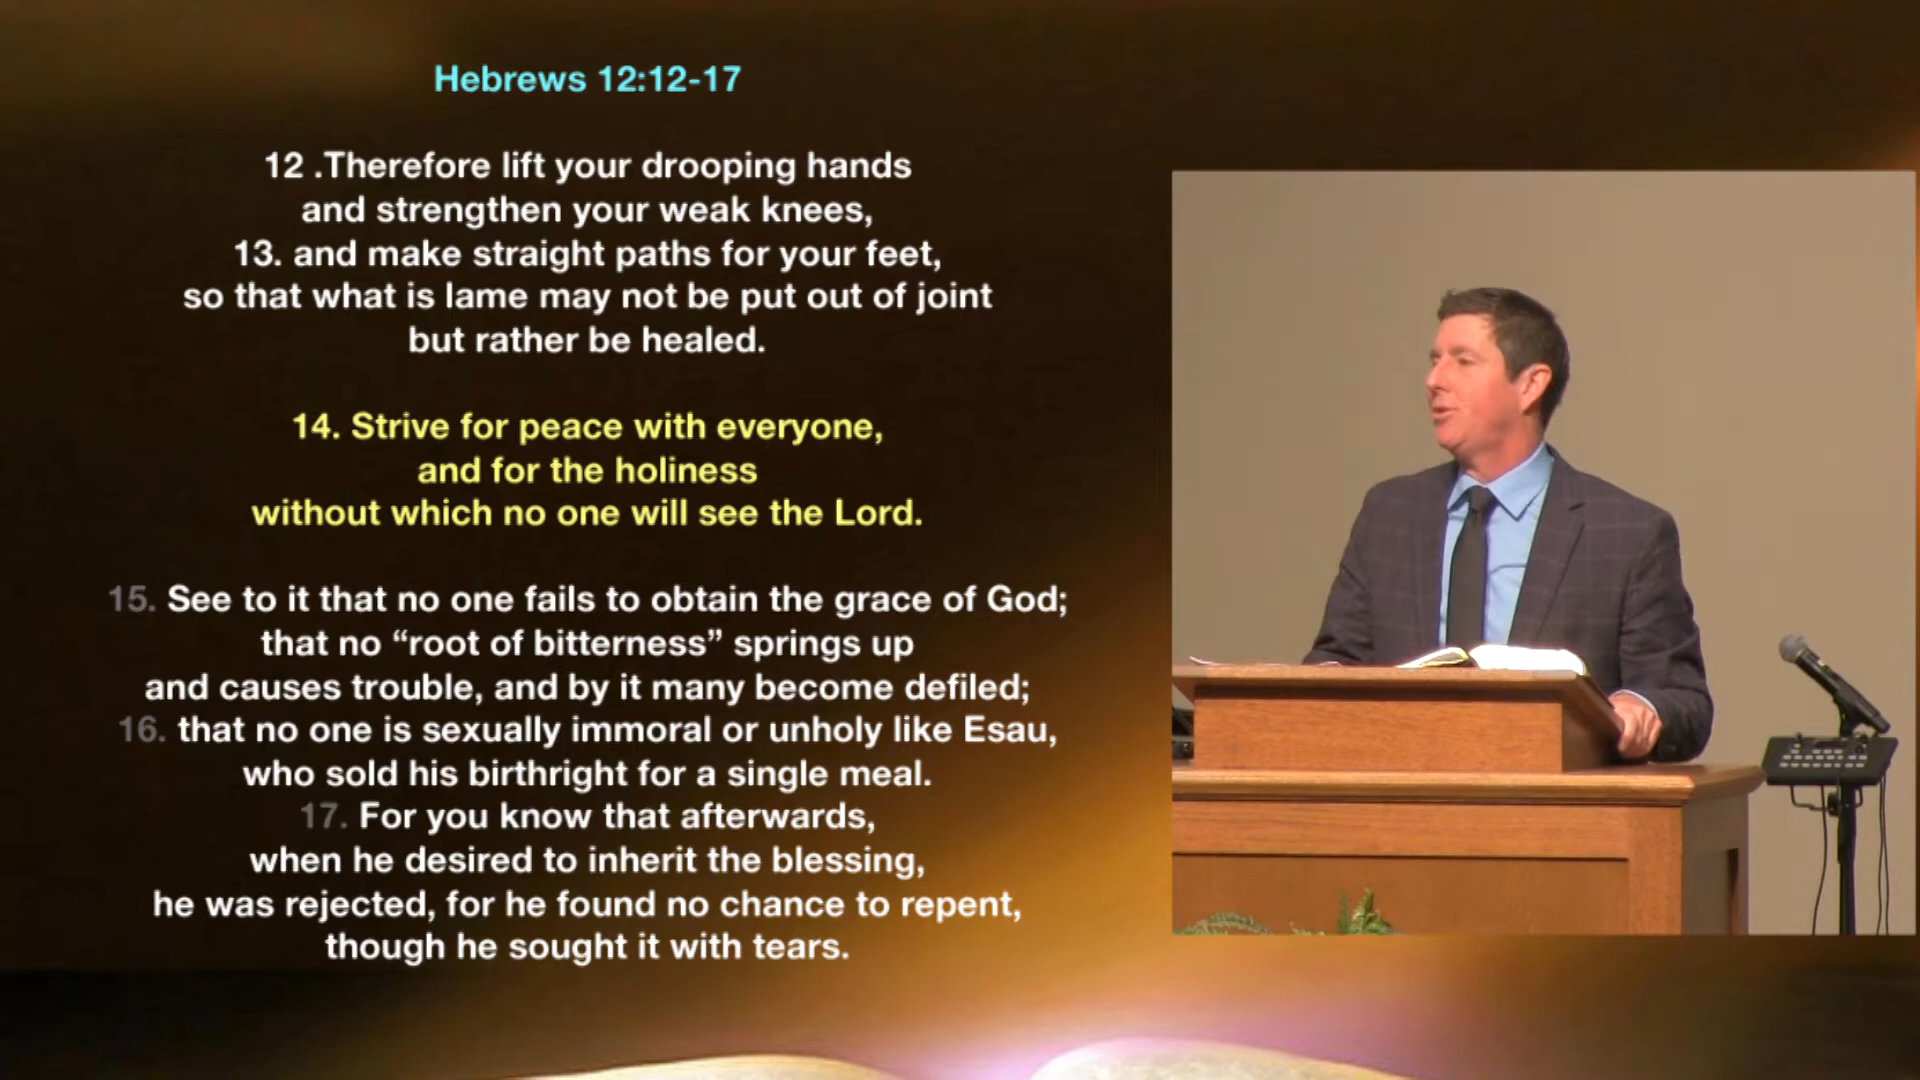 Hebrews 12:12-17
12 .Therefore lift your drooping hands
and strengthen your weak knees,
13. and make straight paths for your feet,
so that what is lame may not be put out of joint
but rather be healed.
14. Strive for peace with everyone,
and for the holiness
without which no one will see the Lord.
15. See to it that no one fails to obtain the grace of God;
that no “root of bitterness” springs up
and causes trouble, and by it many become defiled;
16. that no one is sexually immoral or unholy like Esau,
who sold his birthright for a single meal.
17. For you know that afterwards,
when he desired to inherit the blessing,
he was rejected, for he found no chance to repent,
though he sought it with tears.